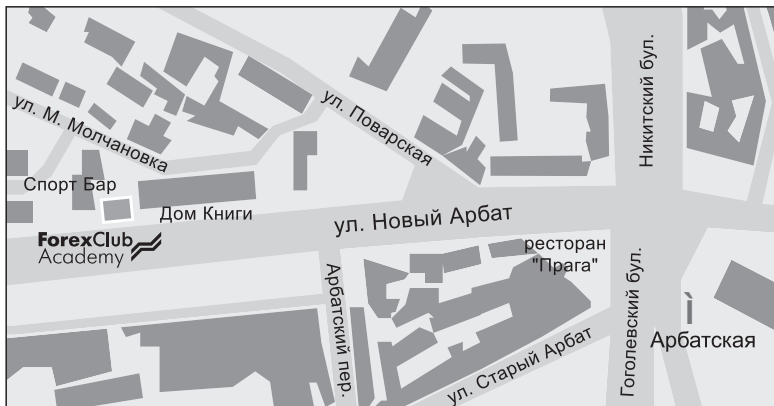 Никитский бул.
ул. Поварская
ул. М. Молчановка
Спорт Бар
Дом Книги
ул. Новый Арбат
ForexClub
Academy
ресторан
"Прага"
Арбатский пер.
Гоголевский бул.
Ì
Арбатская
ул. Старый Арбат